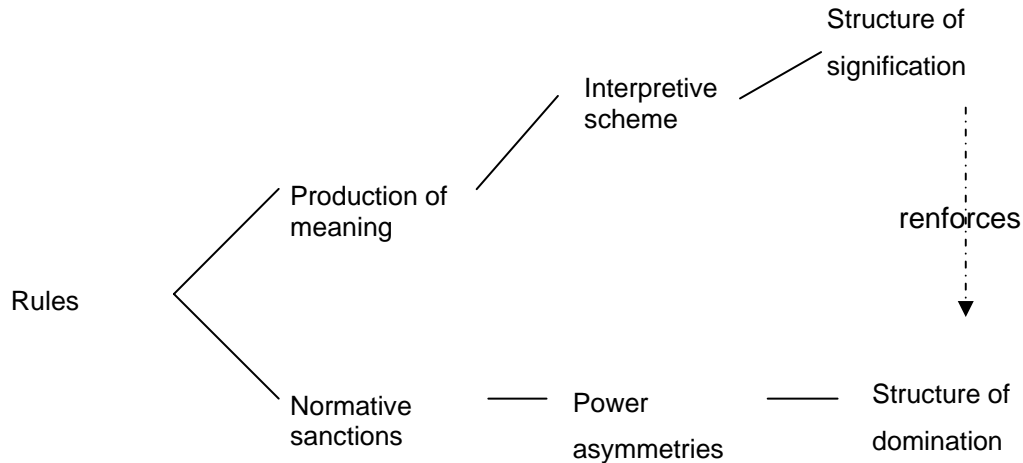 Structure of
signification
Interpretive
scheme
Production of
meaning
renforces
Rules
Normative
sanctions
Power
asymmetries
Structure of
domination